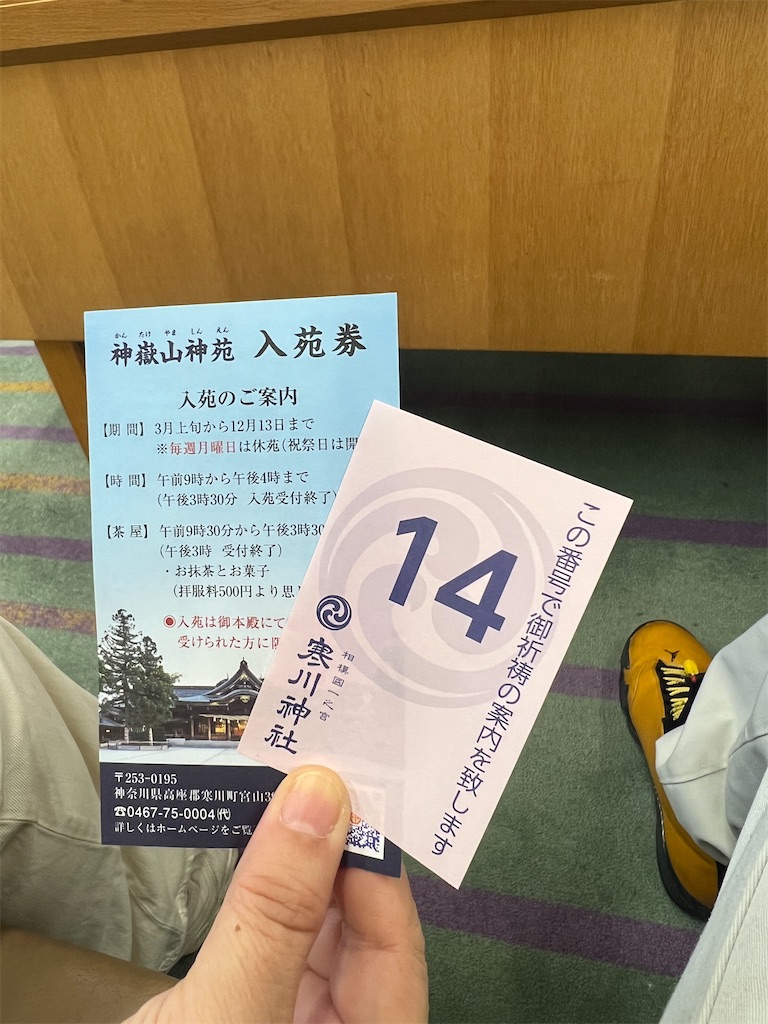 かん たけ やま しん えん
神嶽山神苑 入苑券
入苑のご案内
【期 間】 3月上旬から12月13日まで
※毎週月曜日は休苑(祝祭日は開
【時 間】 午前9時から午後4時まで
(午後3時30分 入苑受付終了)
【茶 屋】 午前9時30分から午後3時30
(午後3時 受付終了)
・お抹茶とお菓子
(拝服料500円より思
◉入苑は御本殿にて
受けられた方に
〒253-0195
神奈川県高座郡寒川町宮山39
☎0467-75-0004㈹
詳しくはホームページをご覧
この番号で御祈祷の案内を致します
14
相模國一之宮
寒川神社